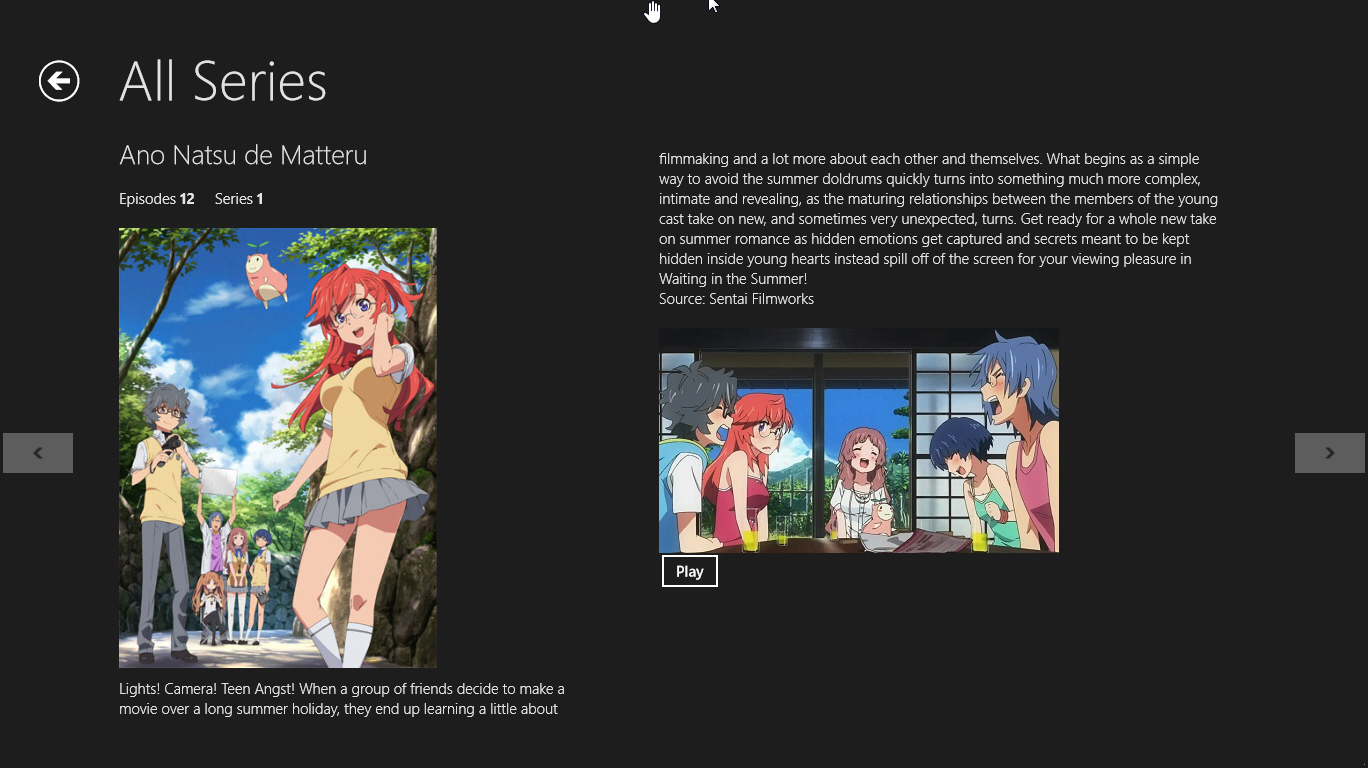 All Series
Ano Natsu de Matteru
Episodes 12 Series 1
Lights! Camera! Teen Angst! When a group of friends decide to make a
movie over a long summer holiday, they end up learning a little about
filmmaking and a lot more about each other and themselves. What begins as a simple
way to avoid the summer doldrums quickly turns into something much more complex,
intimate and revealing, as the maturing relationships between the members of the young
cast take on new, and sometimes very unexpected, turns. Get ready for a whole new take
on summer romance as hidden emotions get captured and secrets meant to be kept
hidden inside young hearts instead spill off of the screen for your viewing pleasure in
Waiting in the Summer!
Source: Sentai Filmworks
Play